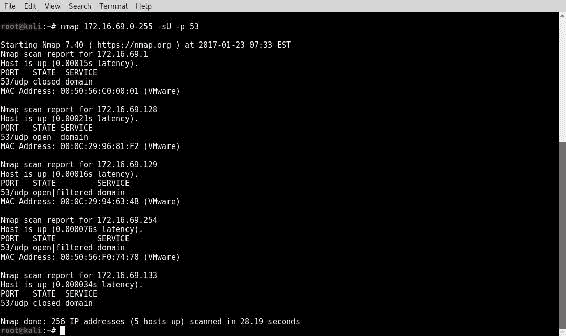 File Edit View Search Terminal Help
root@kali:~# nmap 172.16.69.0-255 -sU -p 53
Starting Nmap 7.40 ( https://nmap.org ) at 2017-01-23 07:33 EST
Nmap scan report for 172.16.69.1
Host is up (0.00015s latency).
PORT STATE SERVICE
53/udp closed domain
MAC Address: 00:50:56:C0:00:01 (VMware)
Nmap scan report for 172.16.69.128
Host is up (0.00021s latency).
PORT STATE SERVICE
53/udp open domain
MAC Address: 00:0C:29:96:81:F2 (VMware)
Nmap scan report for 172.16.69.129
Host is up (0.00016s latency).
PORT STATE SERVICE
53/udp open|filtered domain
MAC Address: 00:0C:29:94:63:4B (VMware)
Nmap scan report for 172.16.69.254
Host is up (0.000076s latency).
PORT STATE SERVICE
53/udp open|filtered domain
MAC Address: 00:50:56:F0:74:70 (VMware)
Nmap scan report for 172.16.69.133
Host is up (0.000034s latency).
PORT STATE SERVICE
53/udp closed domain
Nmap done: 256 IP addresses (5 hosts up) scanned in 28.19 seconds
root@kali:~#